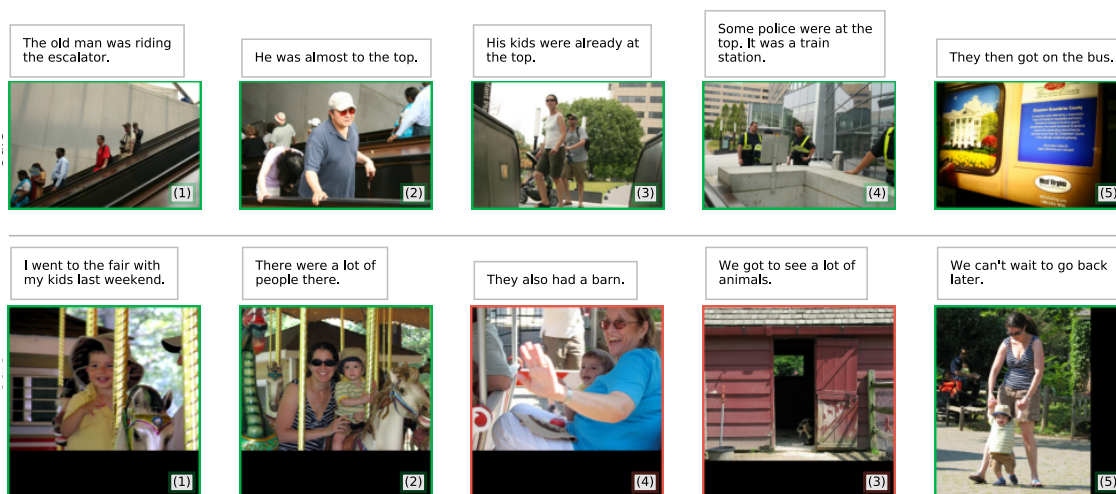 The old man was riding
the escalator.
He was almost to the top.
His kids were already at
the top.
Some police were at the
top. It was a train
station.
They then got on the bus.
(1)
(2)
(3)
(4)
(5)
West Virginia
I went to the fair with
my kids last weekend.
There were a lot of
people there.
They also had a barn.
We got to see a lot of
animals.
We can't wait to go back
later.
(1)
(2)
(4)
(3)
(5)